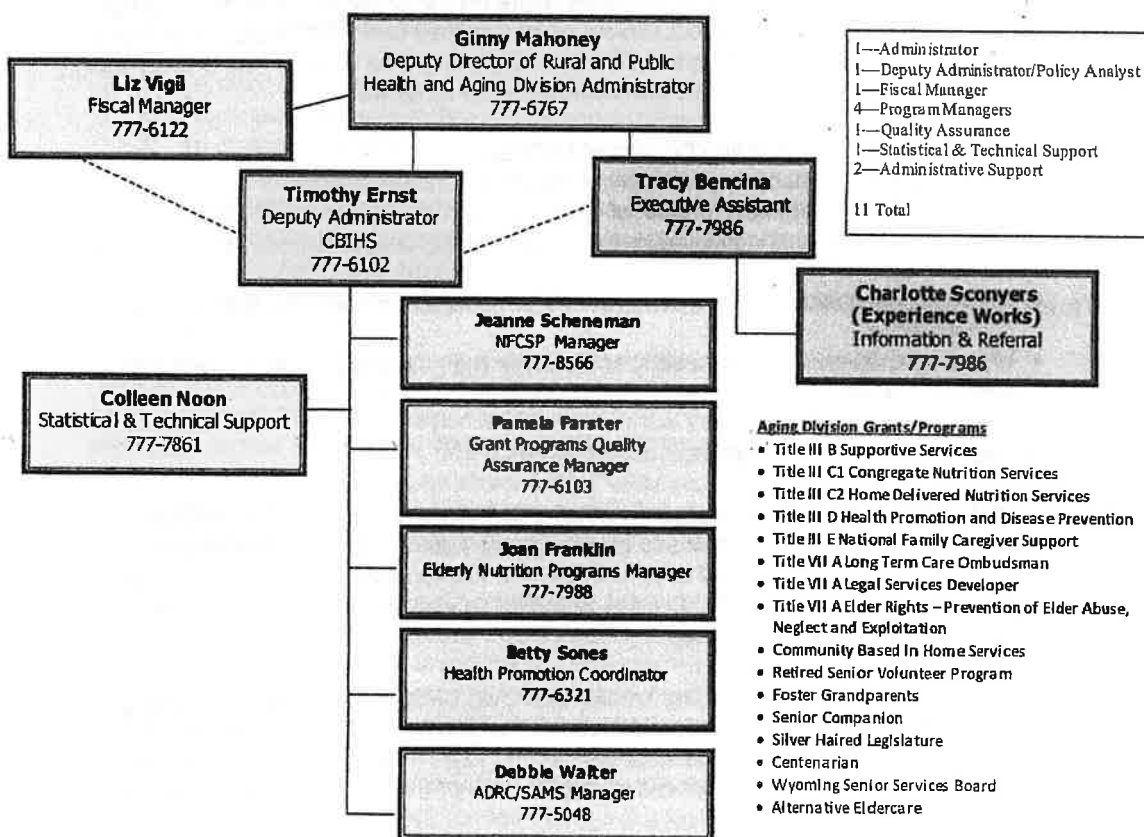 Ginny Mahoney
Deputy Director of Rural and Public
Health and Aging Division Administrator
777-6767
Liz Vigil
Fiscal Manager
777-6122
1—Administrator
1—Deputy Administrator/Policy Analyst
1—Fiscal Manager
4—Program Managers
1—Quality Assurance
1—Statistical & Technical Support
2—Administrative Support
11 Total
Timothy Ernst
Deputy Administrator
CBIHS
777-6102
Tracy Bencina
Executive Assistant
777-7986
Charlotte Sconyers
(Experience Works)
Information & Referral
777-7986
Jeanne Scheneman
NFCSP Manager
777-8566
Colleen Noon
Statistical & Technical Support
777-7861
Pamela Parster
Grant Programs Quality
Assurance Manager
777-6103
Joan Franklin
Elderly Nutrition Programs Manager
777-7988
Betty Sones
Health Promotion Coordinator
777-6321
Debbie Walter
ADRC/SAMS Manager
777-5048
Aging Division Grants/Programs
• Title III B Supportive Services
• Title III C1 Congregate Nutrition Services
• Title III C2 Home Delivered Nutrition Services
• Title III D Health Promotion and Disease Prevention
• Title III E National Family Caregiver Support
• Title VII A Long Term Care Ombudsman
• Title VII A Legal Services Developer
• Title VII A Elder Rights – Prevention of Elder Abuse,
Neglect and Exploitation
• Community Based In Home Services
• Retired Senior Volunteer Program
• Foster Grandparents
• Senior Companion
• Silver Haired Legislature
• Centenarian
• Wyoming Senior Services Board
• Alternative Eldercare